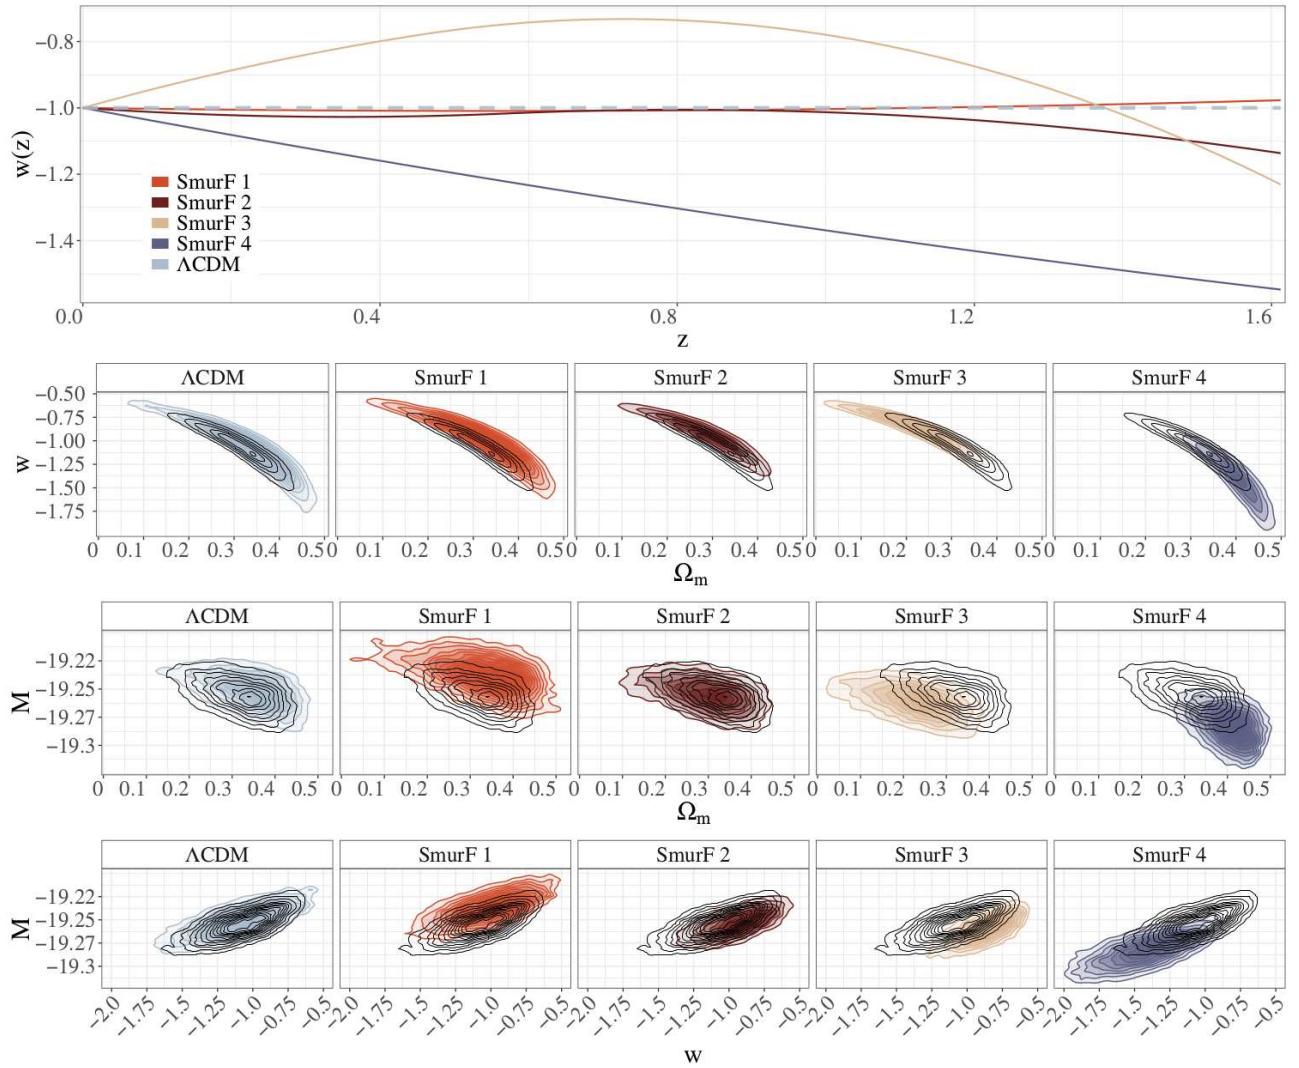 −0.8
−1.0
−1.2
−1.4
w(z)
SmurF 1
SmurF 2
SmurF 3
SmurF 4
ΛCDM
0.0 0.4 0.8 1.2 1.6
z
ΛCDM SmurF 1 SmurF 2 SmurF 3 SmurF 4
−0.50
−0.75
−1.00
−1.25
−1.50
−1.75
w
0 0.1 0.2 0.3 0.4 0.5 0 0.1 0.2 0.3 0.4 0.5 0 0.1 0.2 0.3 0.4 0.5 0 0.1 0.2 0.3 0.4 0.5 0 0.1 0.2 0.3 0.4 0.5
Ωm
ΛCDM SmurF 1 SmurF 2 SmurF 3 SmurF 4
−19.22
−19.25
−19.27
−19.3
M
0 0.1 0.2 0.3 0.4 0.5 0 0.1 0.2 0.3 0.4 0.5 0 0.1 0.2 0.3 0.4 0.5 0 0.1 0.2 0.3 0.4 0.5 0 0.1 0.2 0.3 0.4 0.5
Ωm
ΛCDM SmurF 1 SmurF 2 SmurF 3 SmurF 4
−19.22
−19.25
−19.27
−19.3
M
−2.0 −1.75 −1.5 −1.25 −1.0 −0.75 −0.5 −2.0 −1.75 −1.5 −1.25 −1.0 −0.75 −0.5 −2.0 −1.75 −1.5 −1.25 −1.0 −0.75 −0.5 −2.0 −1.75 −1.5 −1.25 −1.0 −0.75 −0.5 −2.0 −1.75 −1.5 −1.25 −1.0 −0.75 −0.5
w